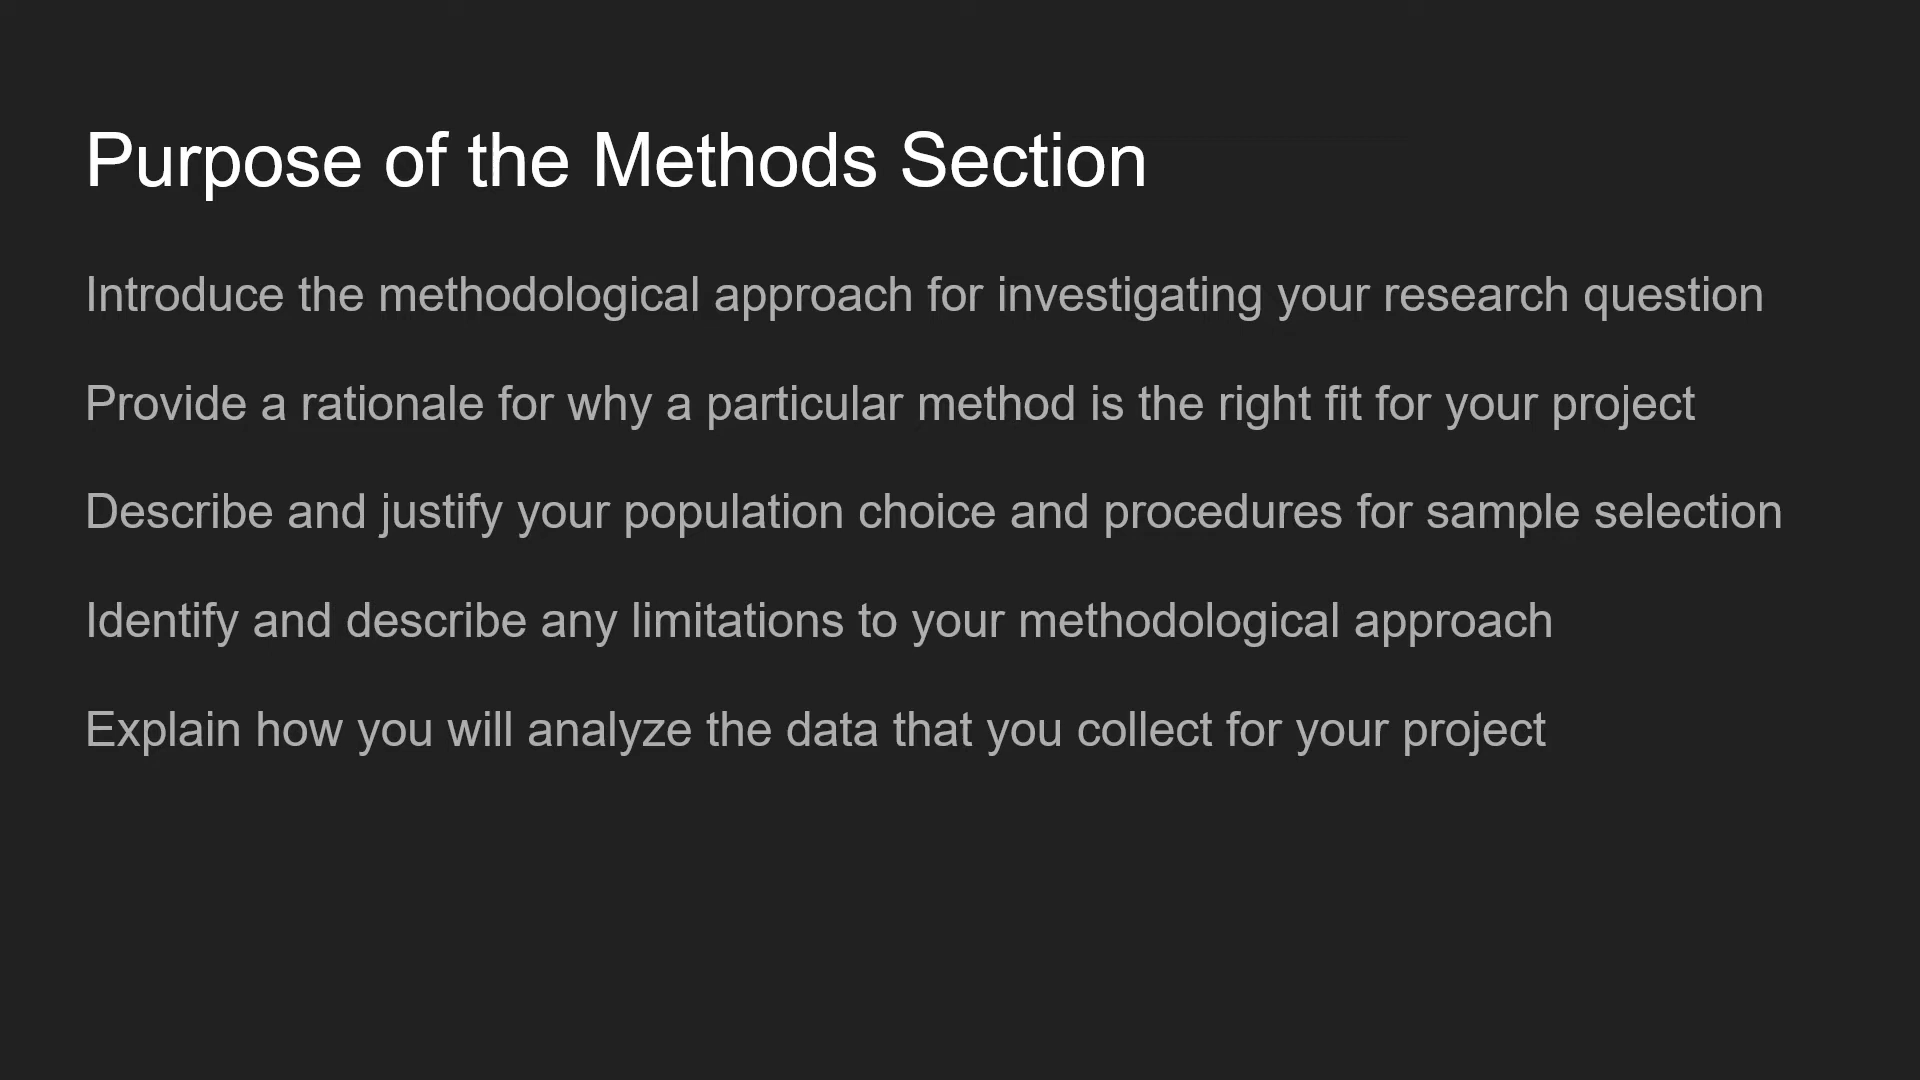 Purpose of the Methods Section
Introduce the methodological approach for investigating your research question
Provide a rationale for why a particular method is the right fit for your project
Describe and justify your population choice and procedures for sample selection
Identify and describe any limitations to your methodological approach
Explain how you will analyze the data that you collect for your project